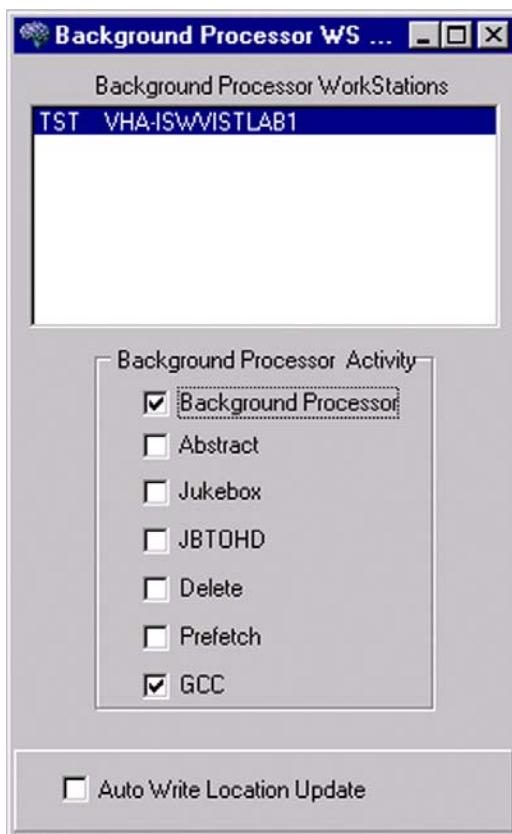 Background Processor WS ...
Background Processor WorkStations
TST VHA-ISWVISTLAB1
Background Processor Activity
Background Processor
Abstract
Jukebox
JBTOHD
Delete
Prefetch
GCC
Auto Write Location Update